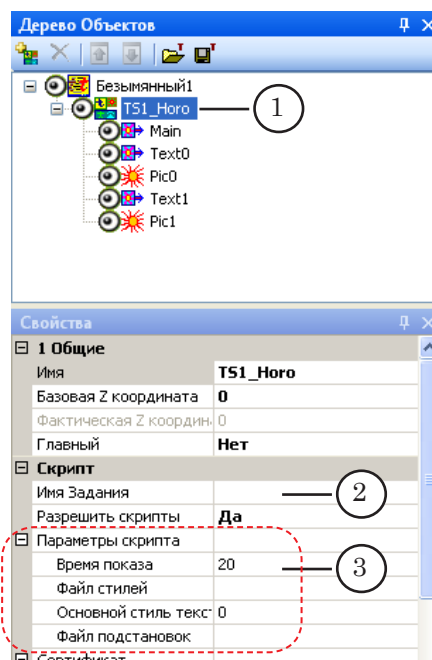 Дерево Объектов
Безымянный1
TS1_Horo
1
Main
Text0
Pic0
Text1
Pic1
Свойства
1 Общие
Имя TS1_Horo
Базовая Z координата 0
Фактическая Z координ. 0
Главный Нет
Скрипт
Имя Задания 2
Разрешить скрипты Да
Параметры скрипта
Время показа 20 3
Файл стилей
Основной стиль текс 0
Файл подстановок
Сертификат